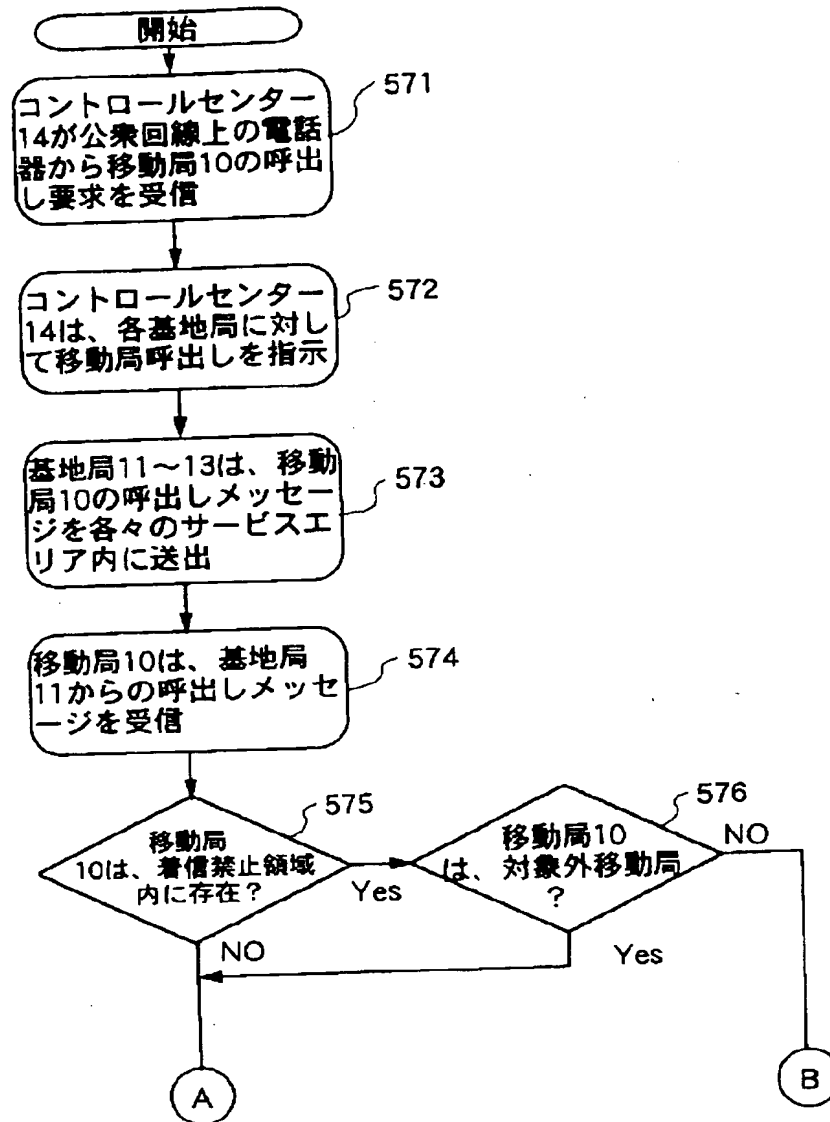 開始
571
コントロールセンター
14が公衆回線上の電話
器から移動局10の呼出
し要求を受信
572
コントロールセンター
14は、各基地局に対し
て移動局呼出しを指示
573
基地局11～13は、移動
局10の呼出しメッセー
ジを各々のサービスエ
リア内に送出
574
移動局10は、基地局
11からの呼出しメッセ
ージを受信
575
移動局
10は、着信禁止領域
内に存在？
Yes
NO
576
移動局10
は、対象外移動局
？
NO
Yes
A
B